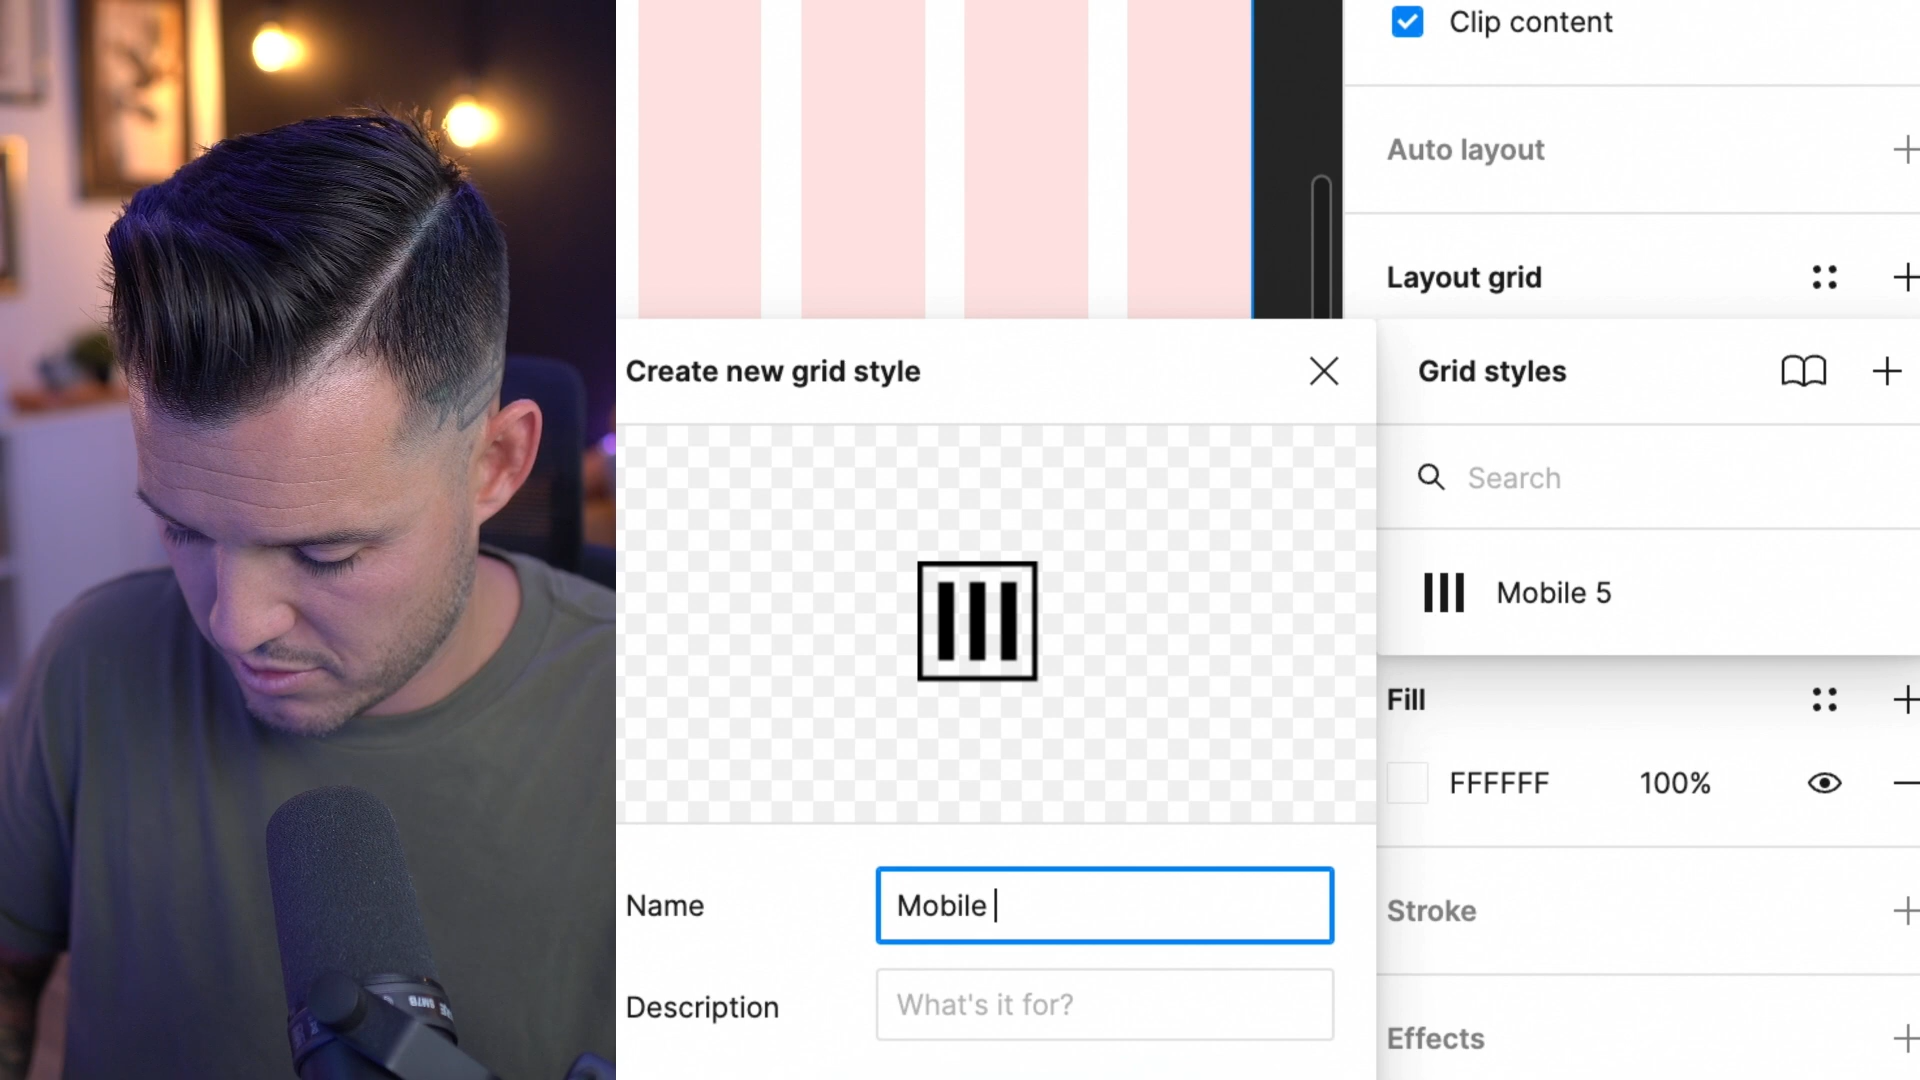 Clip content
Auto layout
Layout grid
Create new grid style
Grid styles
Search
Mobile 5
Fill
FFFFFF 100%
Name
Mobile
Stroke
Description
What's it for?
Effects
SM7B